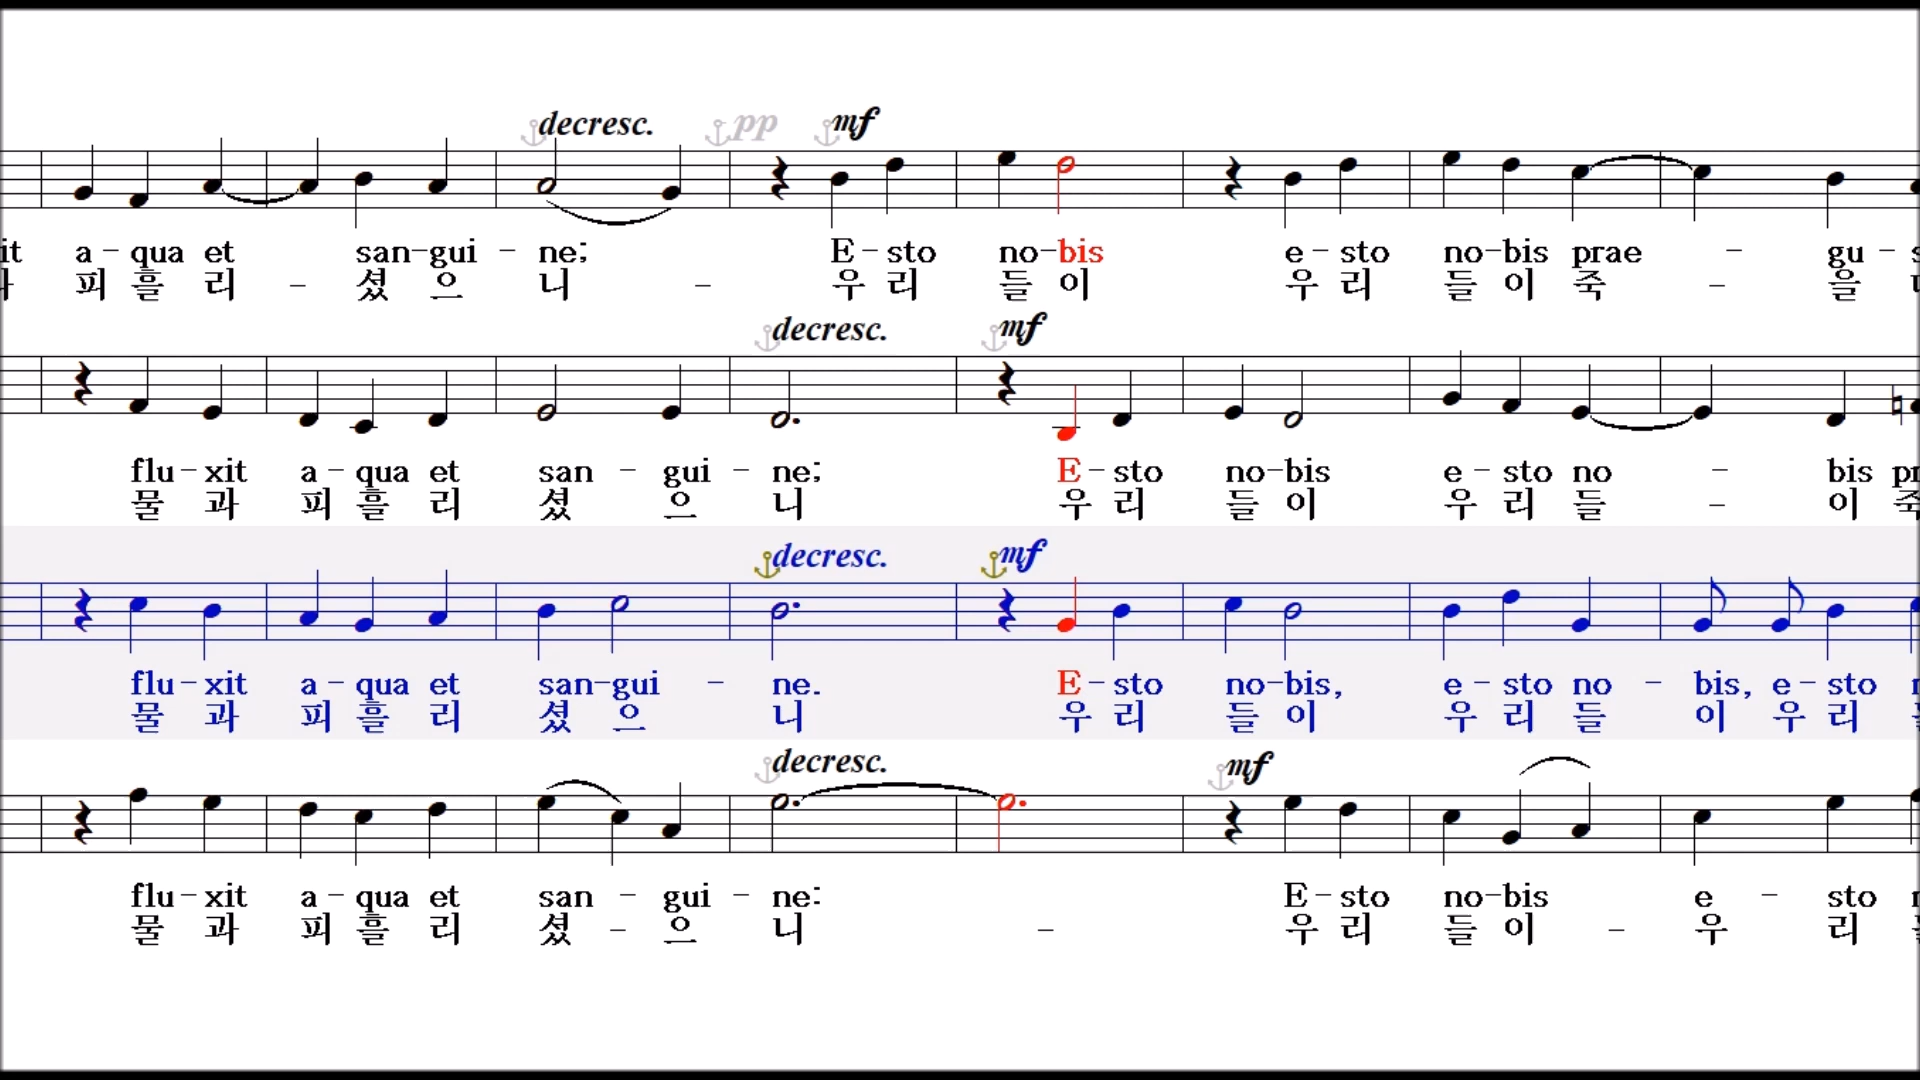 decresc. pp mf
it a - qua et san - gui - ne; E - sto no - bis e - sto no - bis prae - gu -
피 흘 리 - 셨 으 니 - 우 리 들 이 우 리 들 이 죽 - 을
decresc. mf
flu - xit a - qua et san - gui - ne; E - sto no - bis e - sto no - bis
물 과 피 흘 리 셨 으 니 우 리 들 이 우 리 들 - 이 죽
decresc. mf
flu - xit a - qua et san - gui - ne. E - sto no - bis, e - sto no - bis, e - sto
물 과 피 흘 리 셨 으 니 우 리 들 이 우 리 들 이 우 리
decresc. mf
flu - xit a - qua et san - gui - ne: E - sto no - bis e - sto
물 과 피 흘 리 셨 - 으 니 - 우 리 들 이 - 우 리